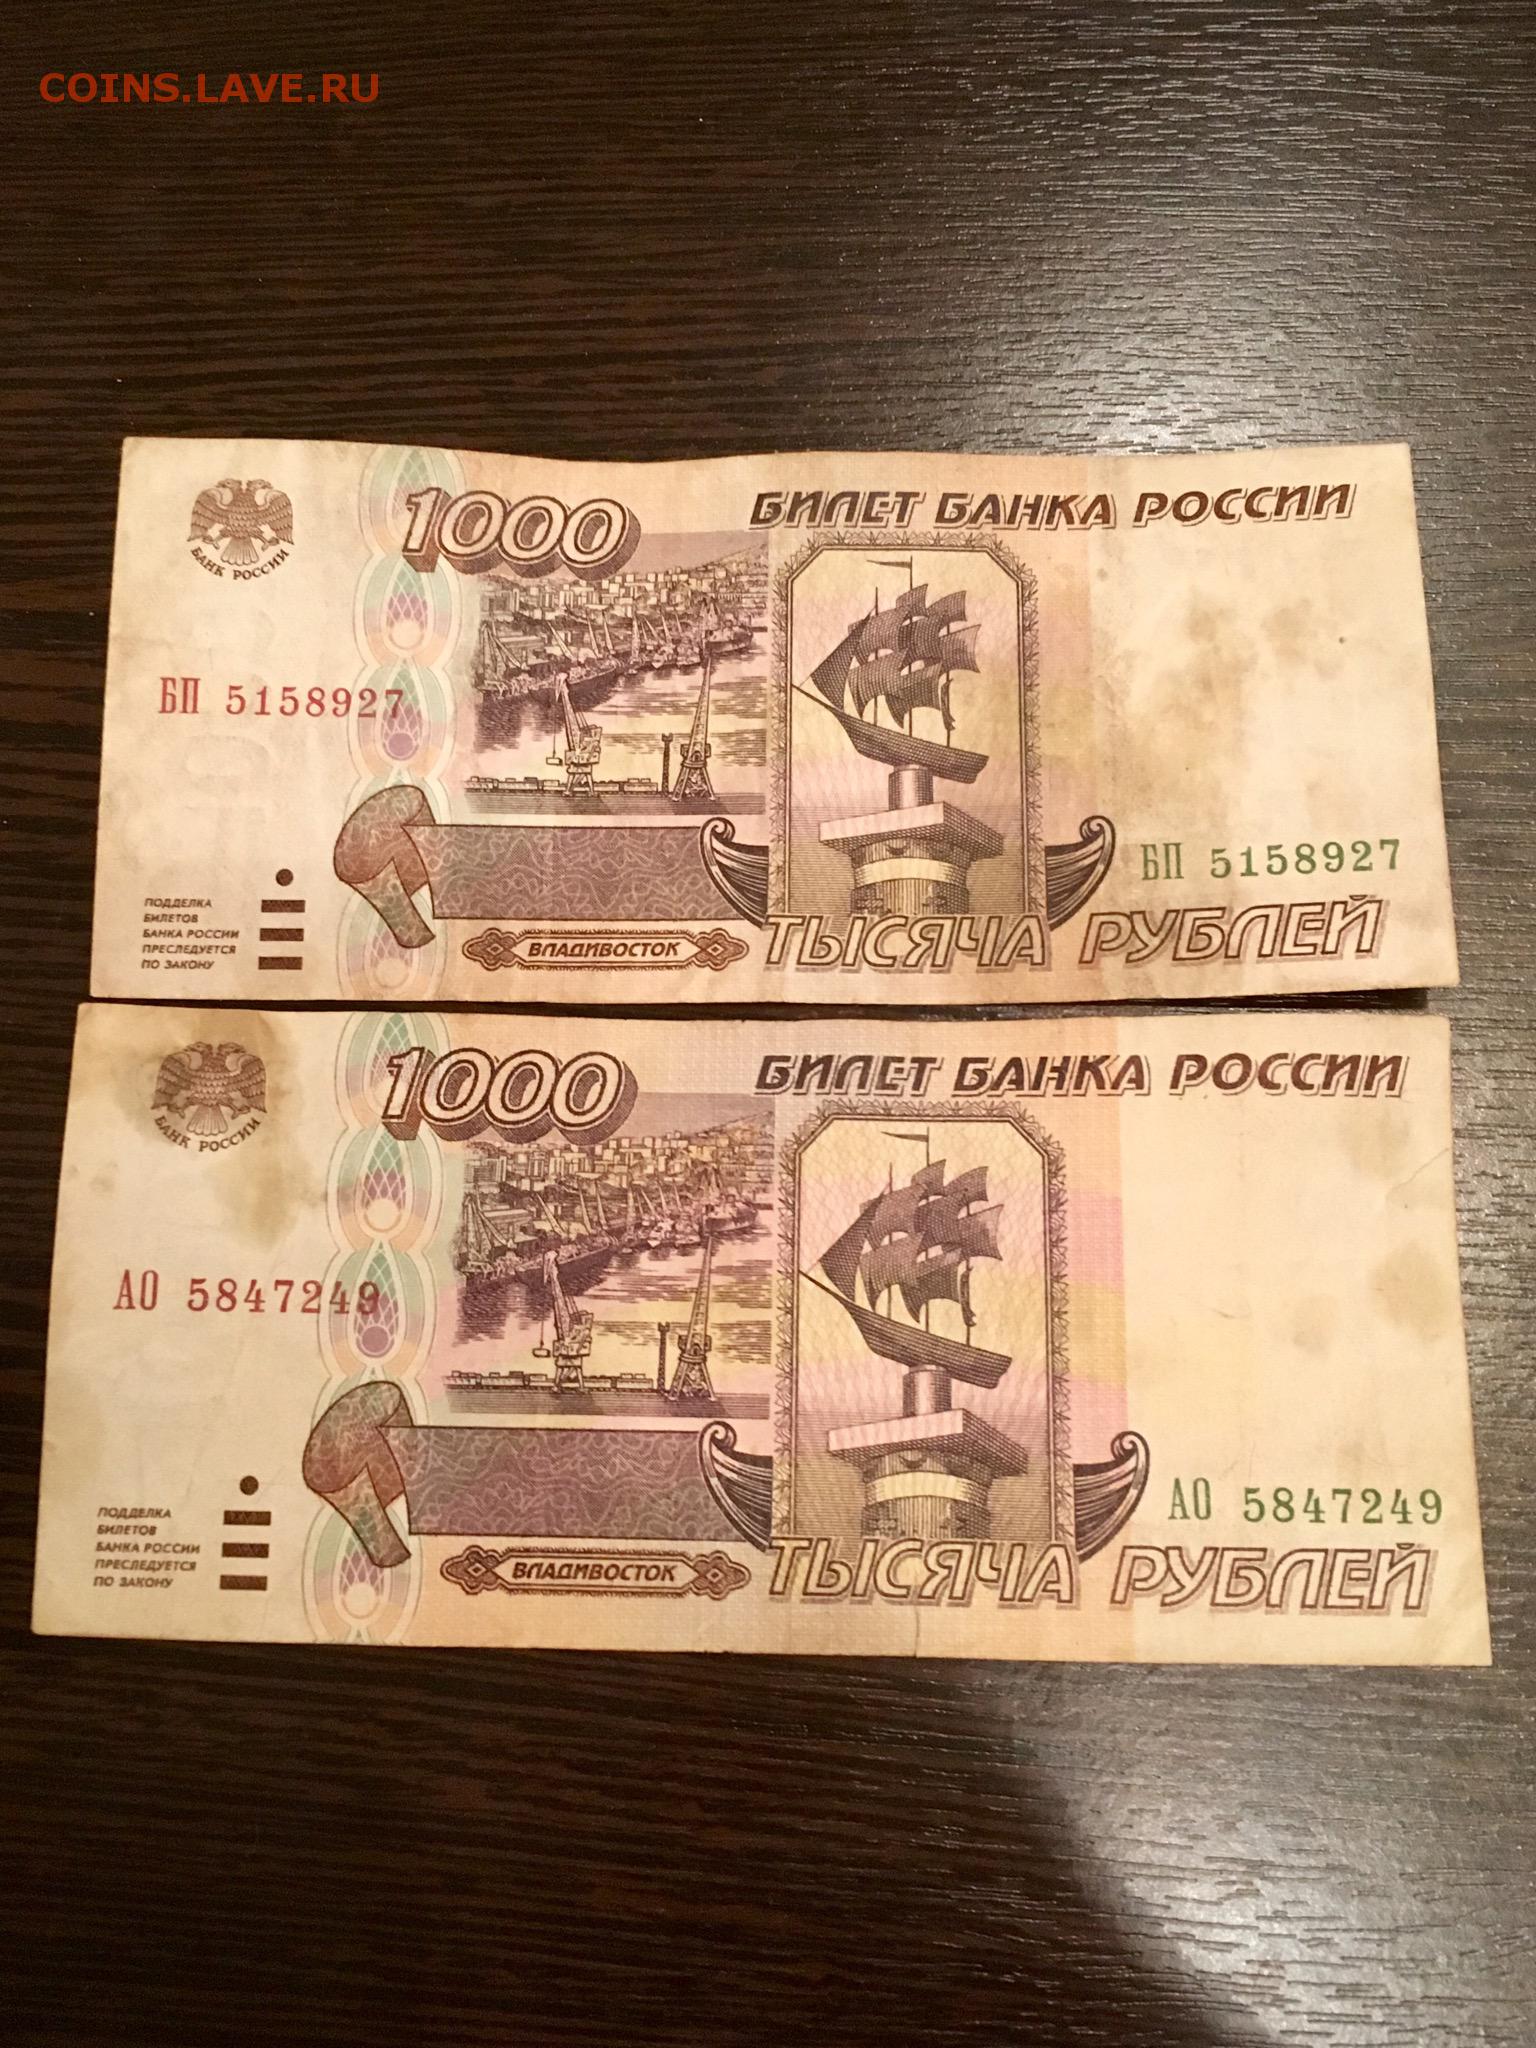 COINS.LAVE.RU
1000
БИЛЕТ БАНКА РОССИИ
БАНК РОССИИ
БП 5158927
БП 5158927
ПОДДЕЛКА
БИЛЕТОВ
БАНКА РОССИИ
ПРЕСЛЕДУЕТСЯ
ПО ЗАКОНУ
ВЛАДИВОСТОК
ТЫСЯЧА РУБЛЕЙ
1000
БИЛЕТ БАНКА РОССИИ
БАНК РОССИИ
АО 5847249
АО 5847249
ПОДДЕЛКА
БИЛЕТОВ
БАНКА РОССИИ
ПРЕСЛЕДУЕТСЯ
ПО ЗАКОНУ
ВЛАДИВОСТОК
ТЫСЯЧА РУБЛЕЙ